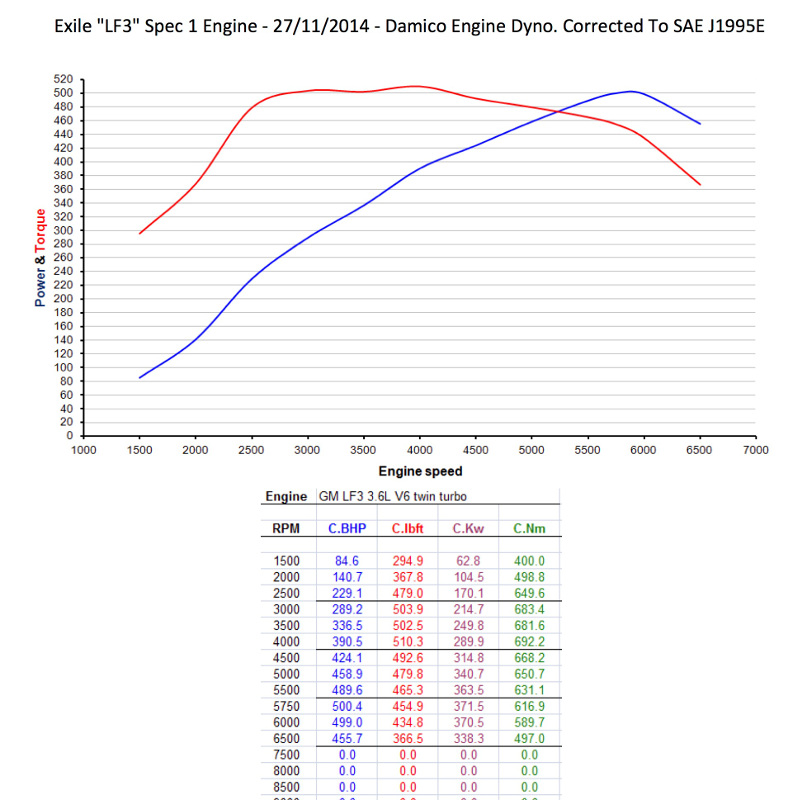 Exile "LF3" Spec 1 Engine - 27/11/2014 - Damico Engine Dyno. Corrected To SAE J1995E
520
500
480
460
440
420
400
380
360
340
320
300
280
260
240
220
200
180
160
140
120
100
80
60
40
20
0
Power & Torque
1000 1500 2000 2500 3000 3500 4000 4500 5000 5500 6000 6500 7000
Engine speed
Engine GM LF3 3.6L V6 twin turbo
RPM C.BHP C.lbft C.Kw C.Nm
1500 84.6 294.9 62.8 400.0
2000 140.7 367.8 104.5 498.8
2500 229.1 479.0 170.1 649.6
3000 289.2 503.9 214.7 683.4
3500 336.5 502.5 249.8 681.6
4000 390.5 510.3 289.9 692.2
4500 424.1 492.6 314.8 668.2
5000 458.9 479.8 340.7 650.7
5500 489.6 465.3 363.5 631.1
5750 500.4 454.9 371.5 616.9
6000 499.0 434.8 370.5 589.7
6500 455.7 366.5 338.3 497.0
7500 0.0 0.0 0.0 0.0
8000 0.0 0.0 0.0 0.0
8500 0.0 0.0 0.0 0.0